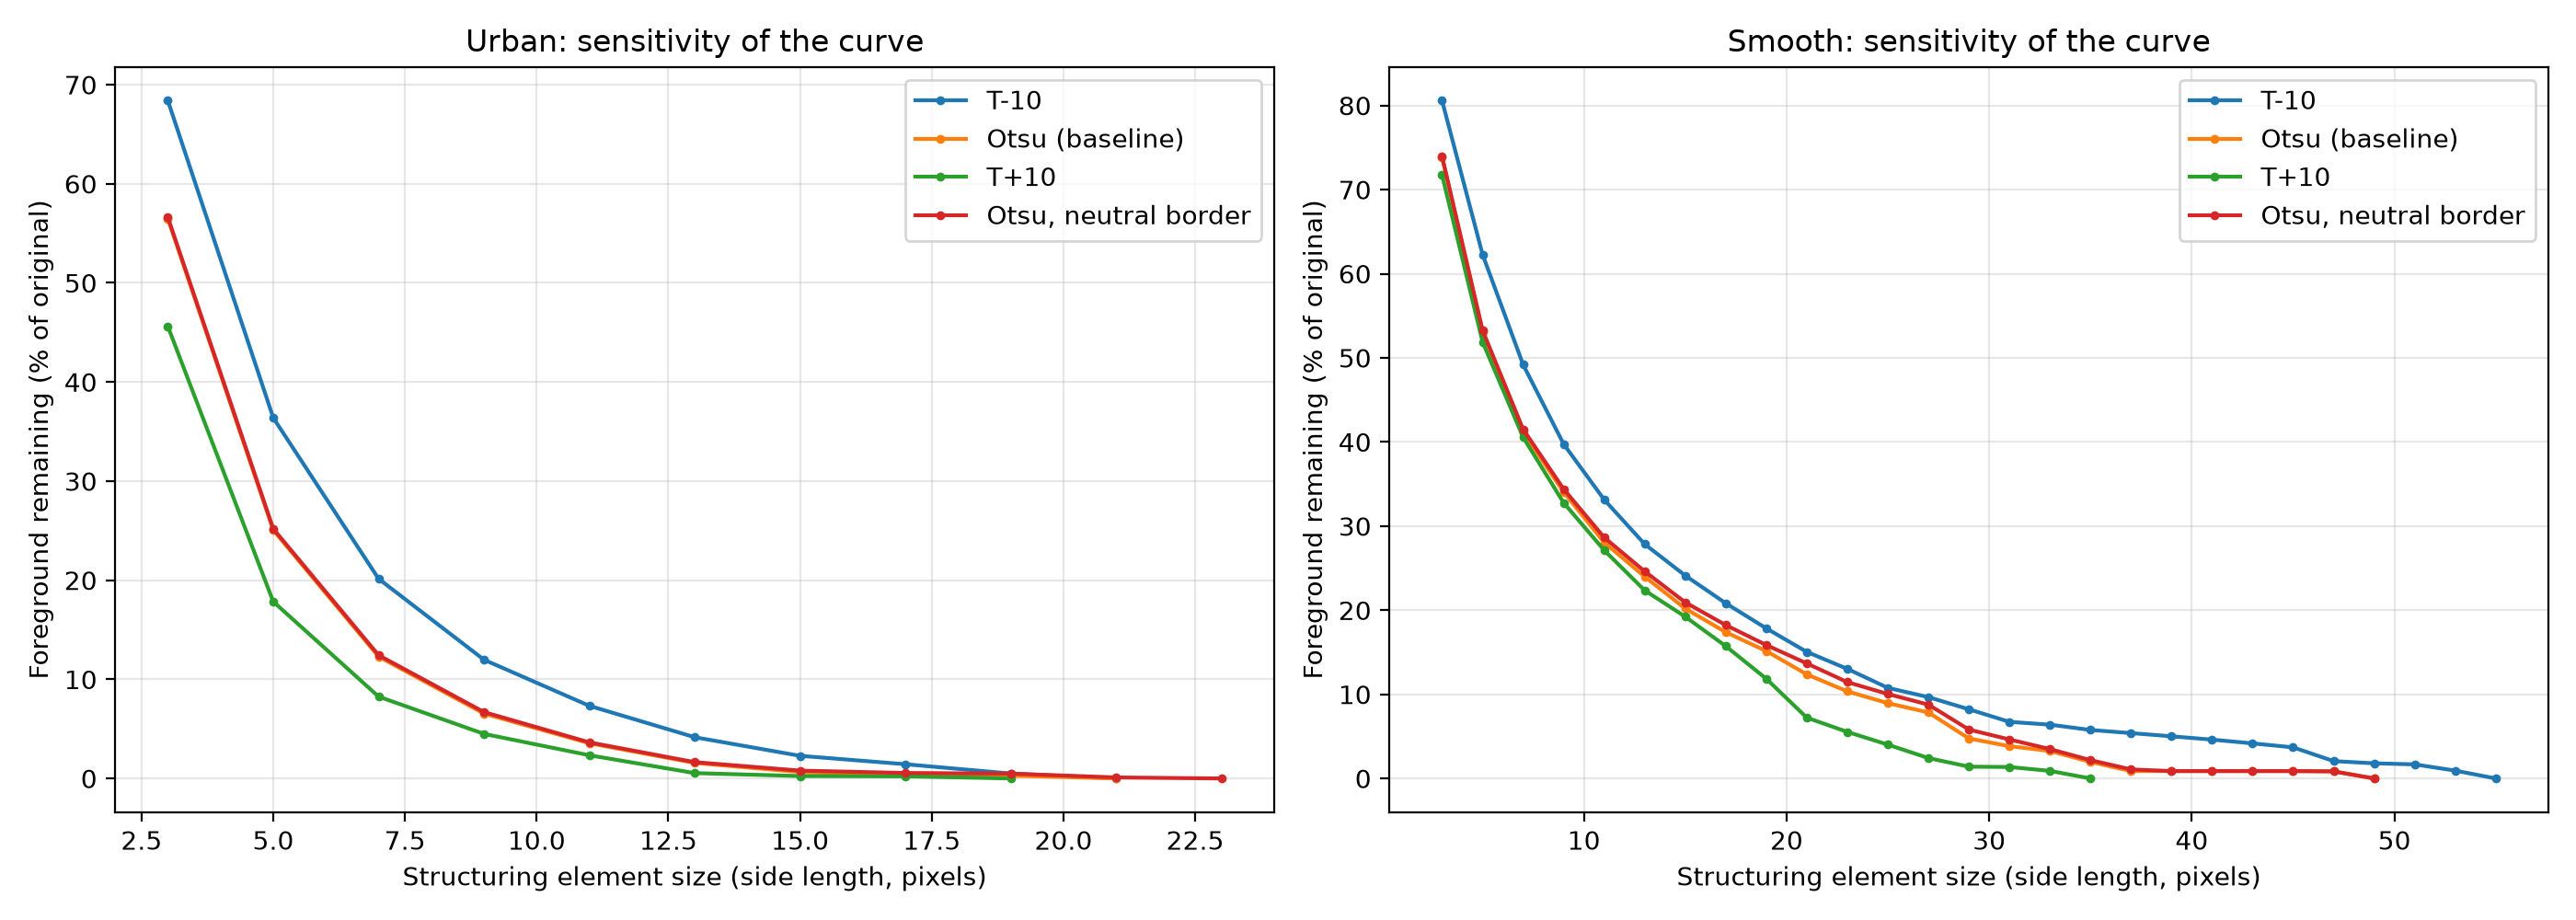 Urban: sensitivity of the curve
70
60
50
40
30
20
10
0
Foreground remaining (% of original)
2.5 5.0 7.5 10.0 12.5 15.0 17.5 20.0 22.5
Structuring element size (side length, pixels)
T-10
Otsu (baseline)
T+10
Otsu, neutral border
Smooth: sensitivity of the curve
80
70
60
50
40
30
20
10
0
Foreground remaining (% of original)
10 20 30 40 50
Structuring element size (side length, pixels)
T-10
Otsu (baseline)
T+10
Otsu, neutral border